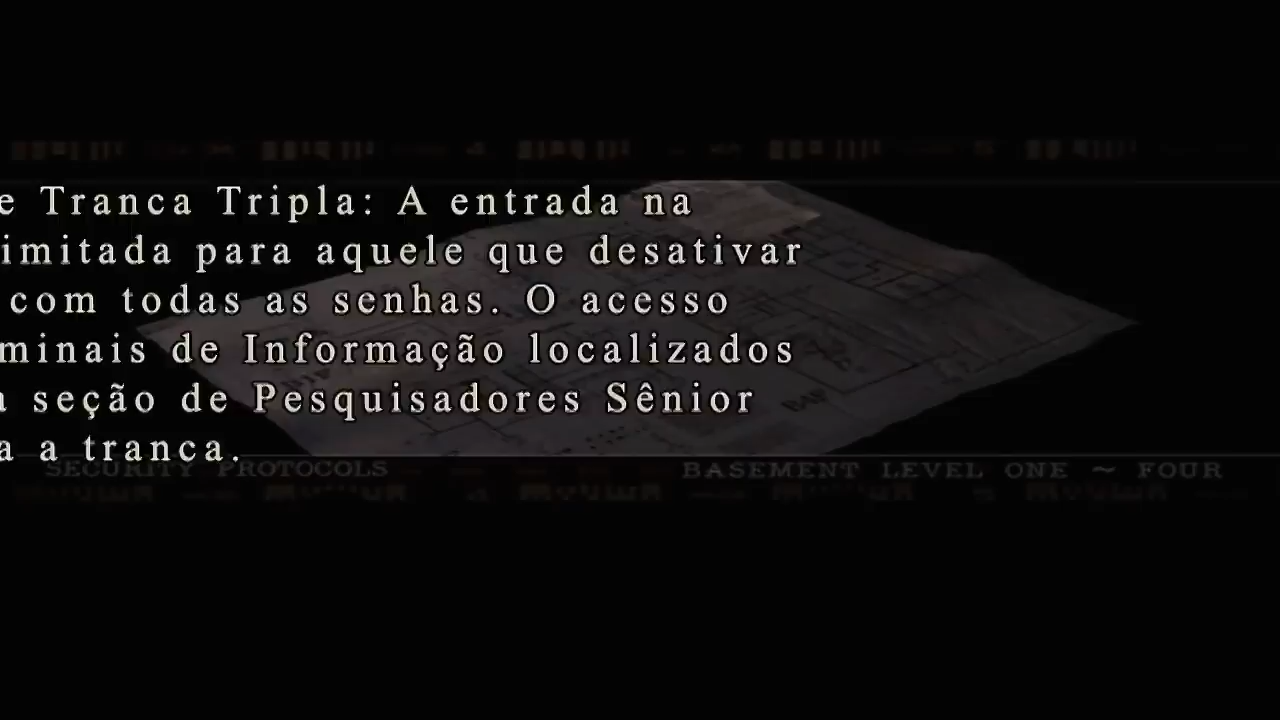 e Tranca Tripla: A entrada na
imitada para aquele que desativar
com todas as senhas. O acesso
minais de Informação localizados
a seção de Pesquisadores Sênior
a a tranca.
SECURITY PROTOCOLS BASEMENT LEVEL ONE ~ FOUR